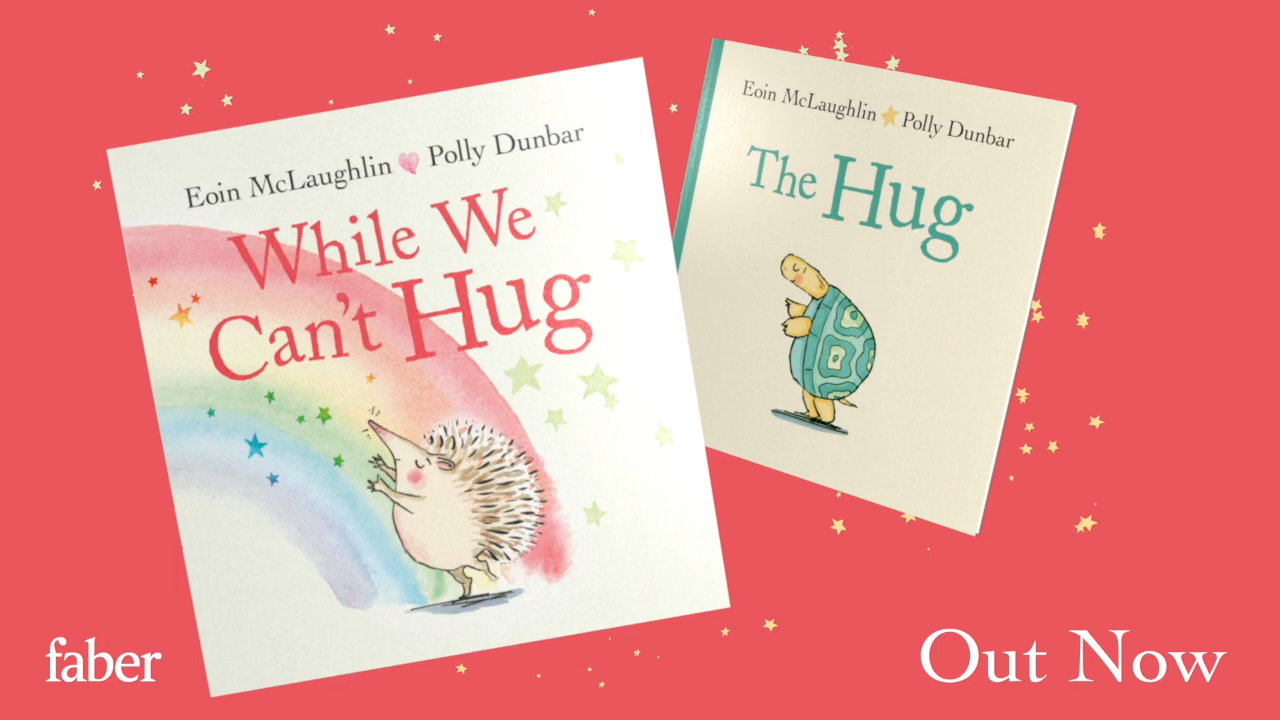 Eoin McLaughlin Polly Dunbar
While We
Can't Hug
Eoin McLaughlin Polly Dunbar
The Hug
faber
Out Now